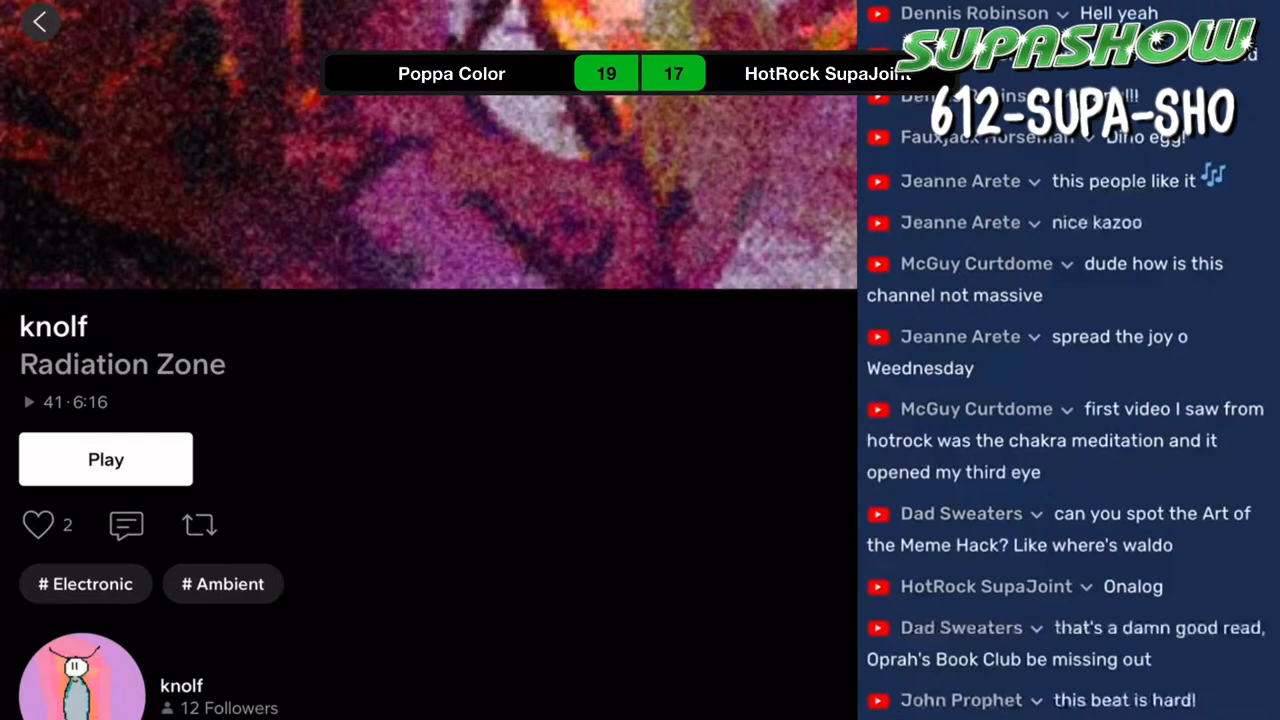 Poppa Color 19 17 HotRock SupaJoint
SUPASHOW
612-SUPA-SHO
knolf
Radiation Zone
41 · 6:16
Play
2
# Electronic # Ambient
knolf
12 Followers
Dennis Robinson Hell yeah
Fauxjack Horseman Dino egg!
Jeanne Arete this people like it 🎶
Jeanne Arete nice kazoo
McGuy Curtdome dude how is this
channel not massive
Jeanne Arete spread the joy o
Weednesday
McGuy Curtdome first video I saw from
hotrock was the chakra meditation and it
opened my third eye
Dad Sweaters can you spot the Art of
the Meme Hack? Like where's waldo
HotRock SupaJoint Onalog
Dad Sweaters that's a damn good read,
Oprah's Book Club be missing out
John Prophet this beat is hard!